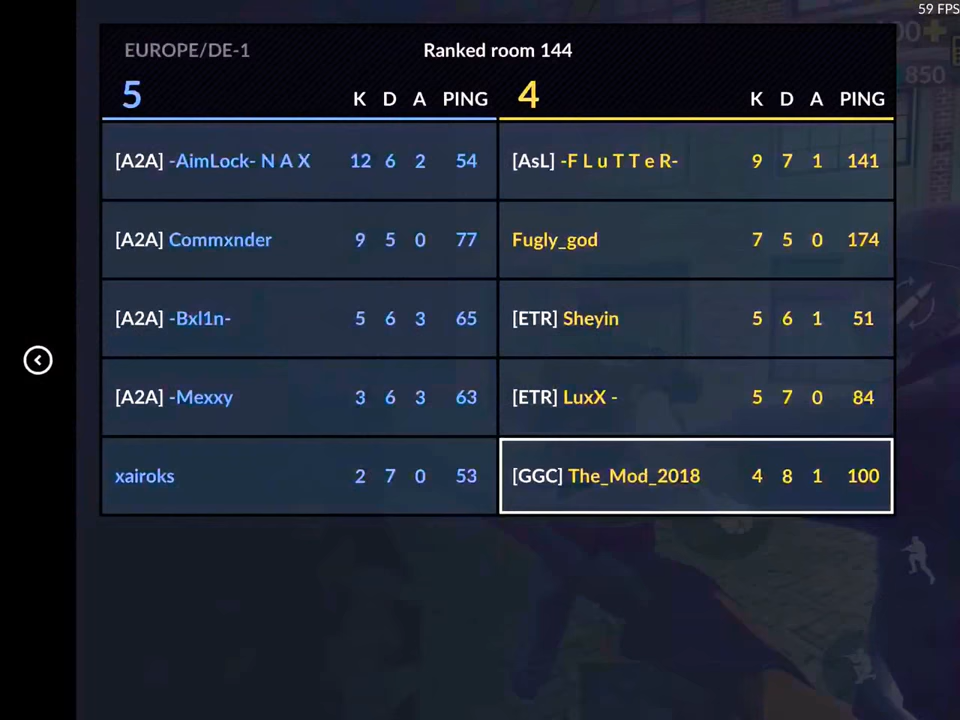 59 FPS
EUROPE/DE-1 Ranked room 144
5 K D A PING 4 K D A PING
[A2A] -AimLock- N A X 12 6 2 54 [AsL] -F L u T T e R- 9 7 1 141
[A2A] Commxnder 9 5 0 77 Fugly_god 7 5 0 174
[A2A] -Bxl1n- 5 6 3 65 [ETR] Sheyin 5 6 1 51
[A2A] -Mexxy 3 6 3 63 [ETR] LuxX - 5 7 0 84
xairoks 2 7 0 53 [GGC] The_Mod_2018 4 8 1 100
850